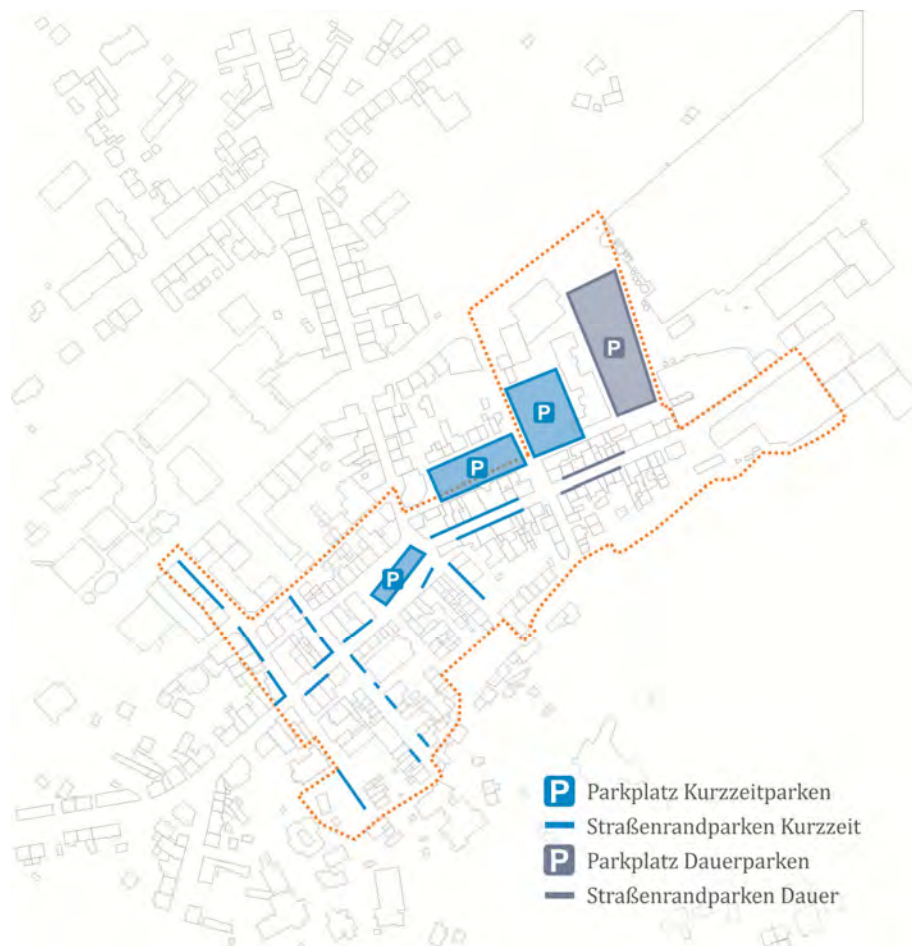 P
P
P
P
P Parkplatz Kurzzeitparken
Straßenrandparken Kurzzeit
P Parkplatz Dauerparken
Straßenrandparken Dauer